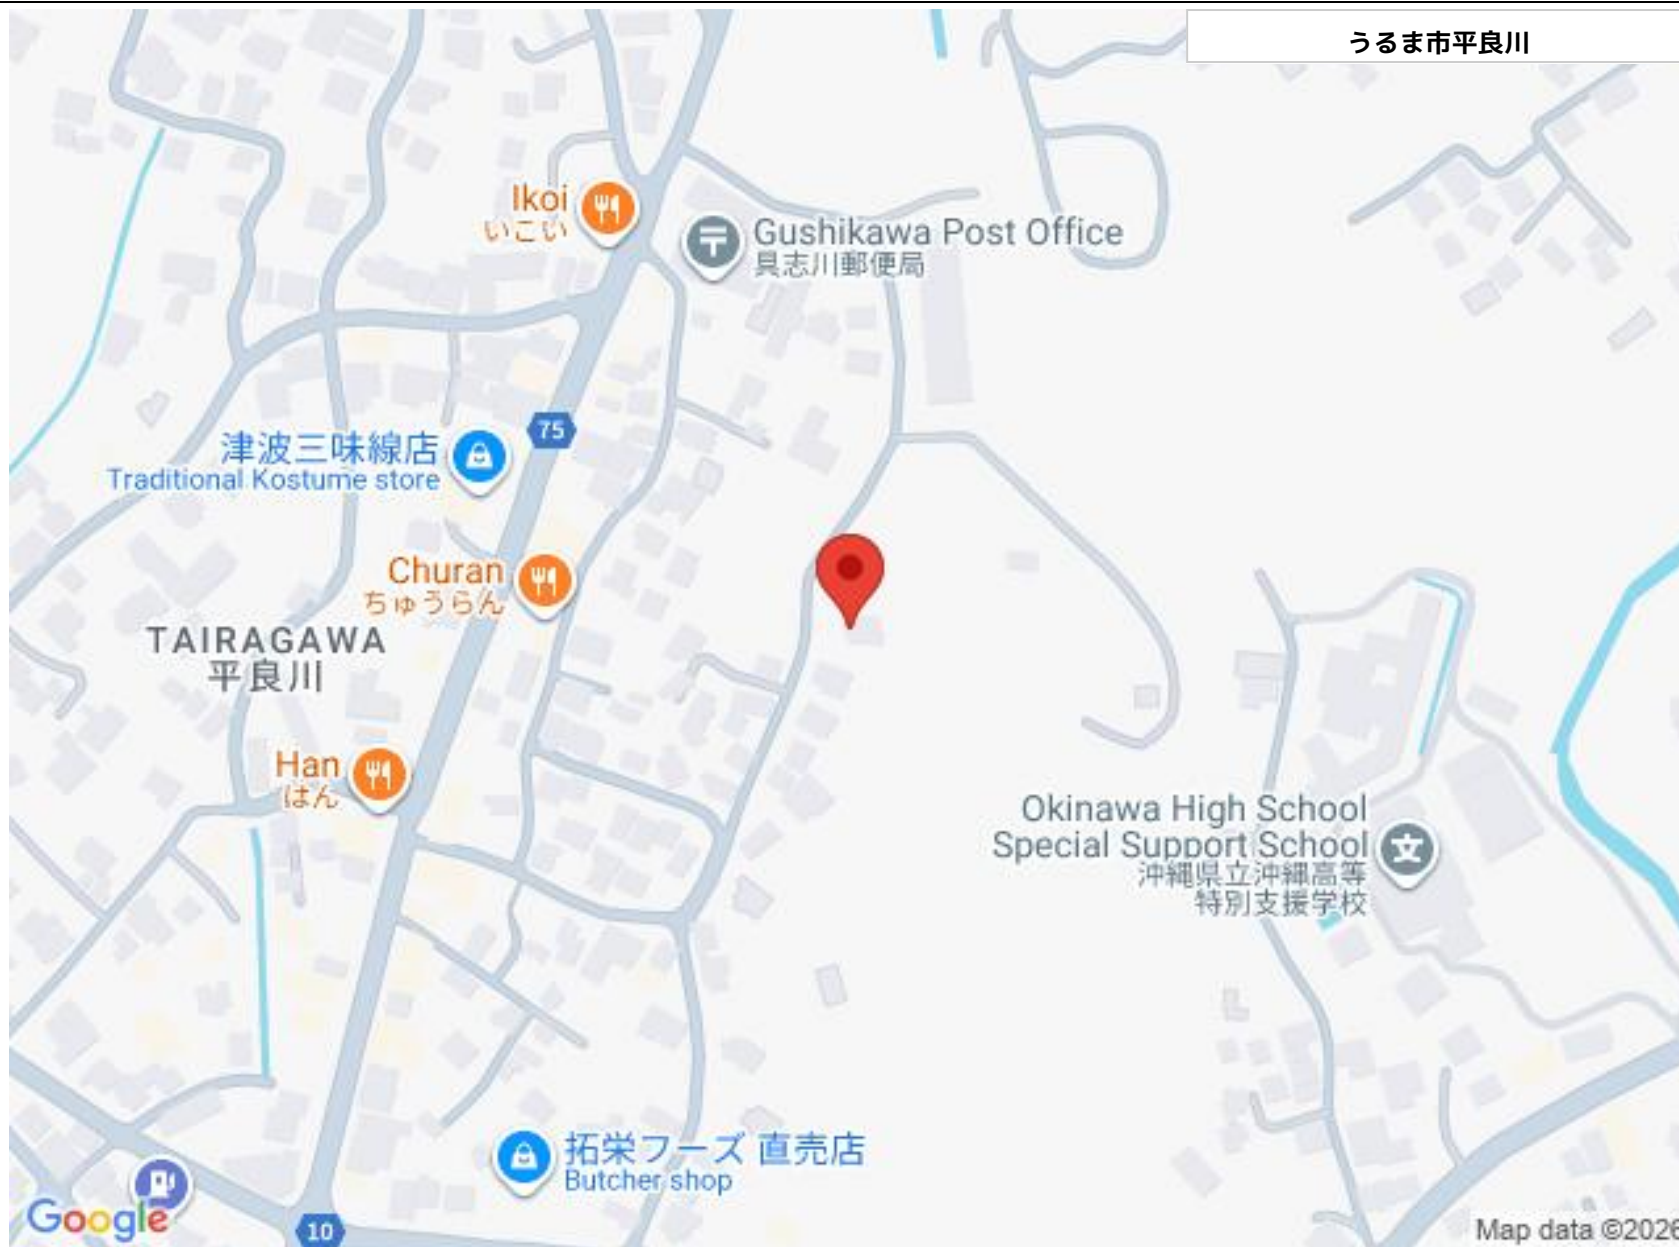 うるま市平良川
Ikoi
いこい
Gushikawa Post Office
具志川郵便局
75
津波三味線店
Traditional Kostume store
Churan
ちゅうらん
TAIRAGAWA
平良川
Han
はん
Okinawa High School
Special Support School
沖縄県立沖縄高等
特別支援学校
文
拓栄フーズ 直売店
Butcher shop
Google
10
Map data ©2026